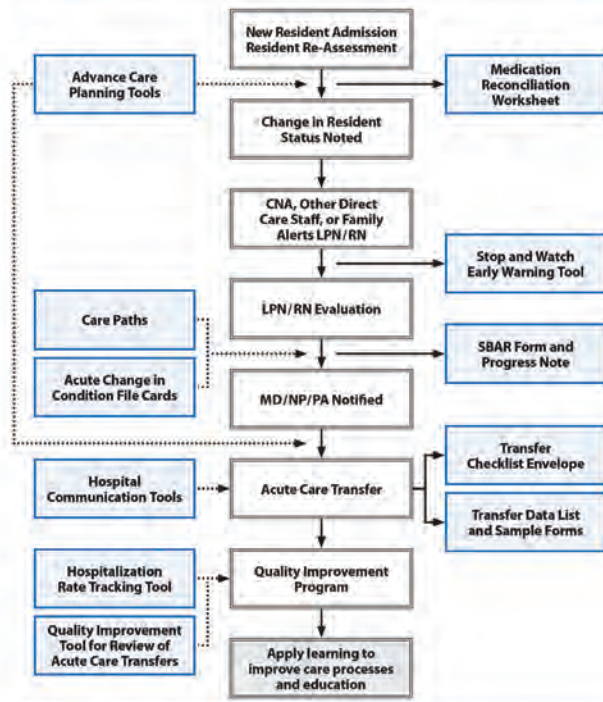 New Resident Admission
Resident Re-Assessment
Advance Care
Planning Tools
Medication
Reconciliation
Worksheet
Change in Resident
Status Noted
CNA, Other Direct
Care Staff, or Family
Alerts LPN/RN
Stop and Watch
Early Warning Tool
LPN/RN Evaluation
Care Paths
SBAR Form and
Progress Note
Acute Change in
Condition File Cards
MD/NP/PA Notified
Transfer
Checklist Envelope
Hospital
Communication Tools
Acute Care Transfer
Transfer Data List
and Sample Forms
Hospitalization
Rate Tracking Tool
Quality Improvement
Program
Quality Improvement
Tool for Review of
Acute Care Transfers
Apply learning to
improve care processes
and education